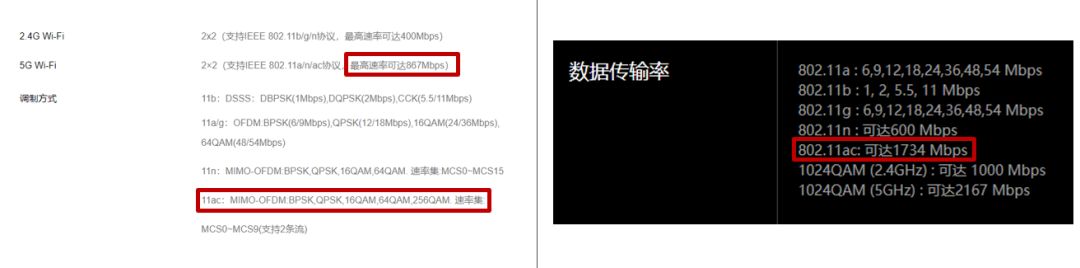 2.4G Wi-Fi
2x2（支持IEEE 802.11b/g/n协议，最高速率可达400Mbps)
5G Wi-Fi
2×2（支持IEEE 802.11a/n/ac协议，最高速率可达867Mbps)
调制方式
11b：DSSS：DBPSK(1Mbps),DQPSK(2Mbps),CCK(5.5/11Mbps)
11a/g：OFDM:BPSK(6/9Mbps),QPSK(12/18Mbps),16QAM(24/36Mbps),
64QAM(48/54Mbps)
11n：MIMO-OFDM:BPSK,QPSK,16QAM,64QAM. 速率集 MCS0~MCS15
11ac：MIMO-OFDM:BPSK,QPSK,16QAM,64QAM,256QAM. 速率集
MCS0~MCS9(支持2条流)
数据传输率
802.11a : 6,9,12,18,24,36,48,54 Mbps
802.11b : 1, 2, 5.5, 11 Mbps
802.11g : 6,9,12,18,24,36,48,54 Mbps
802.11n : 可达600 Mbps
802.11ac: 可达1734 Mbps
1024QAM (2.4GHz) : 可达 1000 Mbps
1024QAM (5GHz) : 可达2167 Mbps